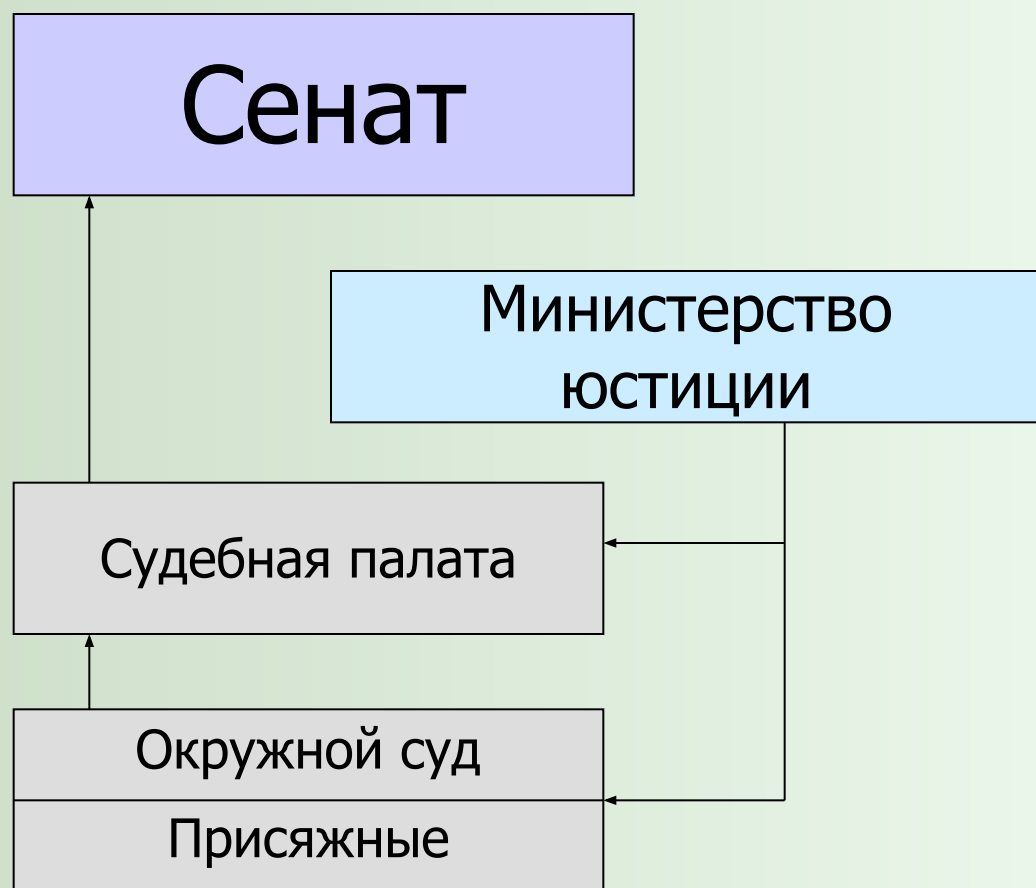 Сенат
Министерство
юстиции
Судебная палата
Окружной суд
Присяжные